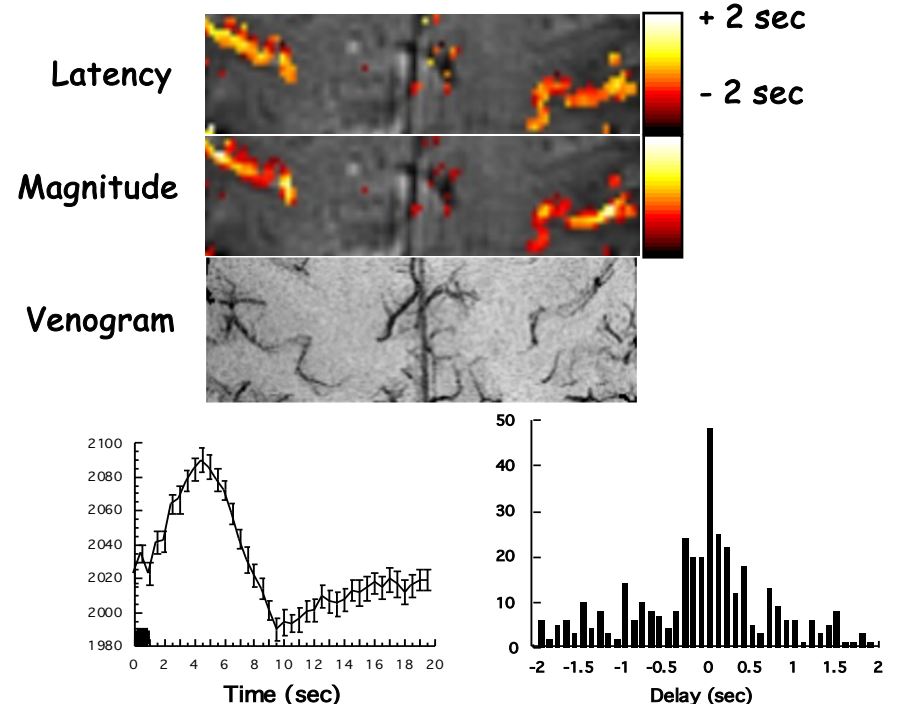 Latency
+ 2 sec
- 2 sec
Magnitude
Venogram
2100
2080
2060
2040
2020
2000
1980
0 2 4 6 8 10 12 14 16 18 20
Time (sec)
50
40
30
20
10
0
-2 -1.5 -1 -0.5 0 0.5 1 1.5 2
Delay (sec)